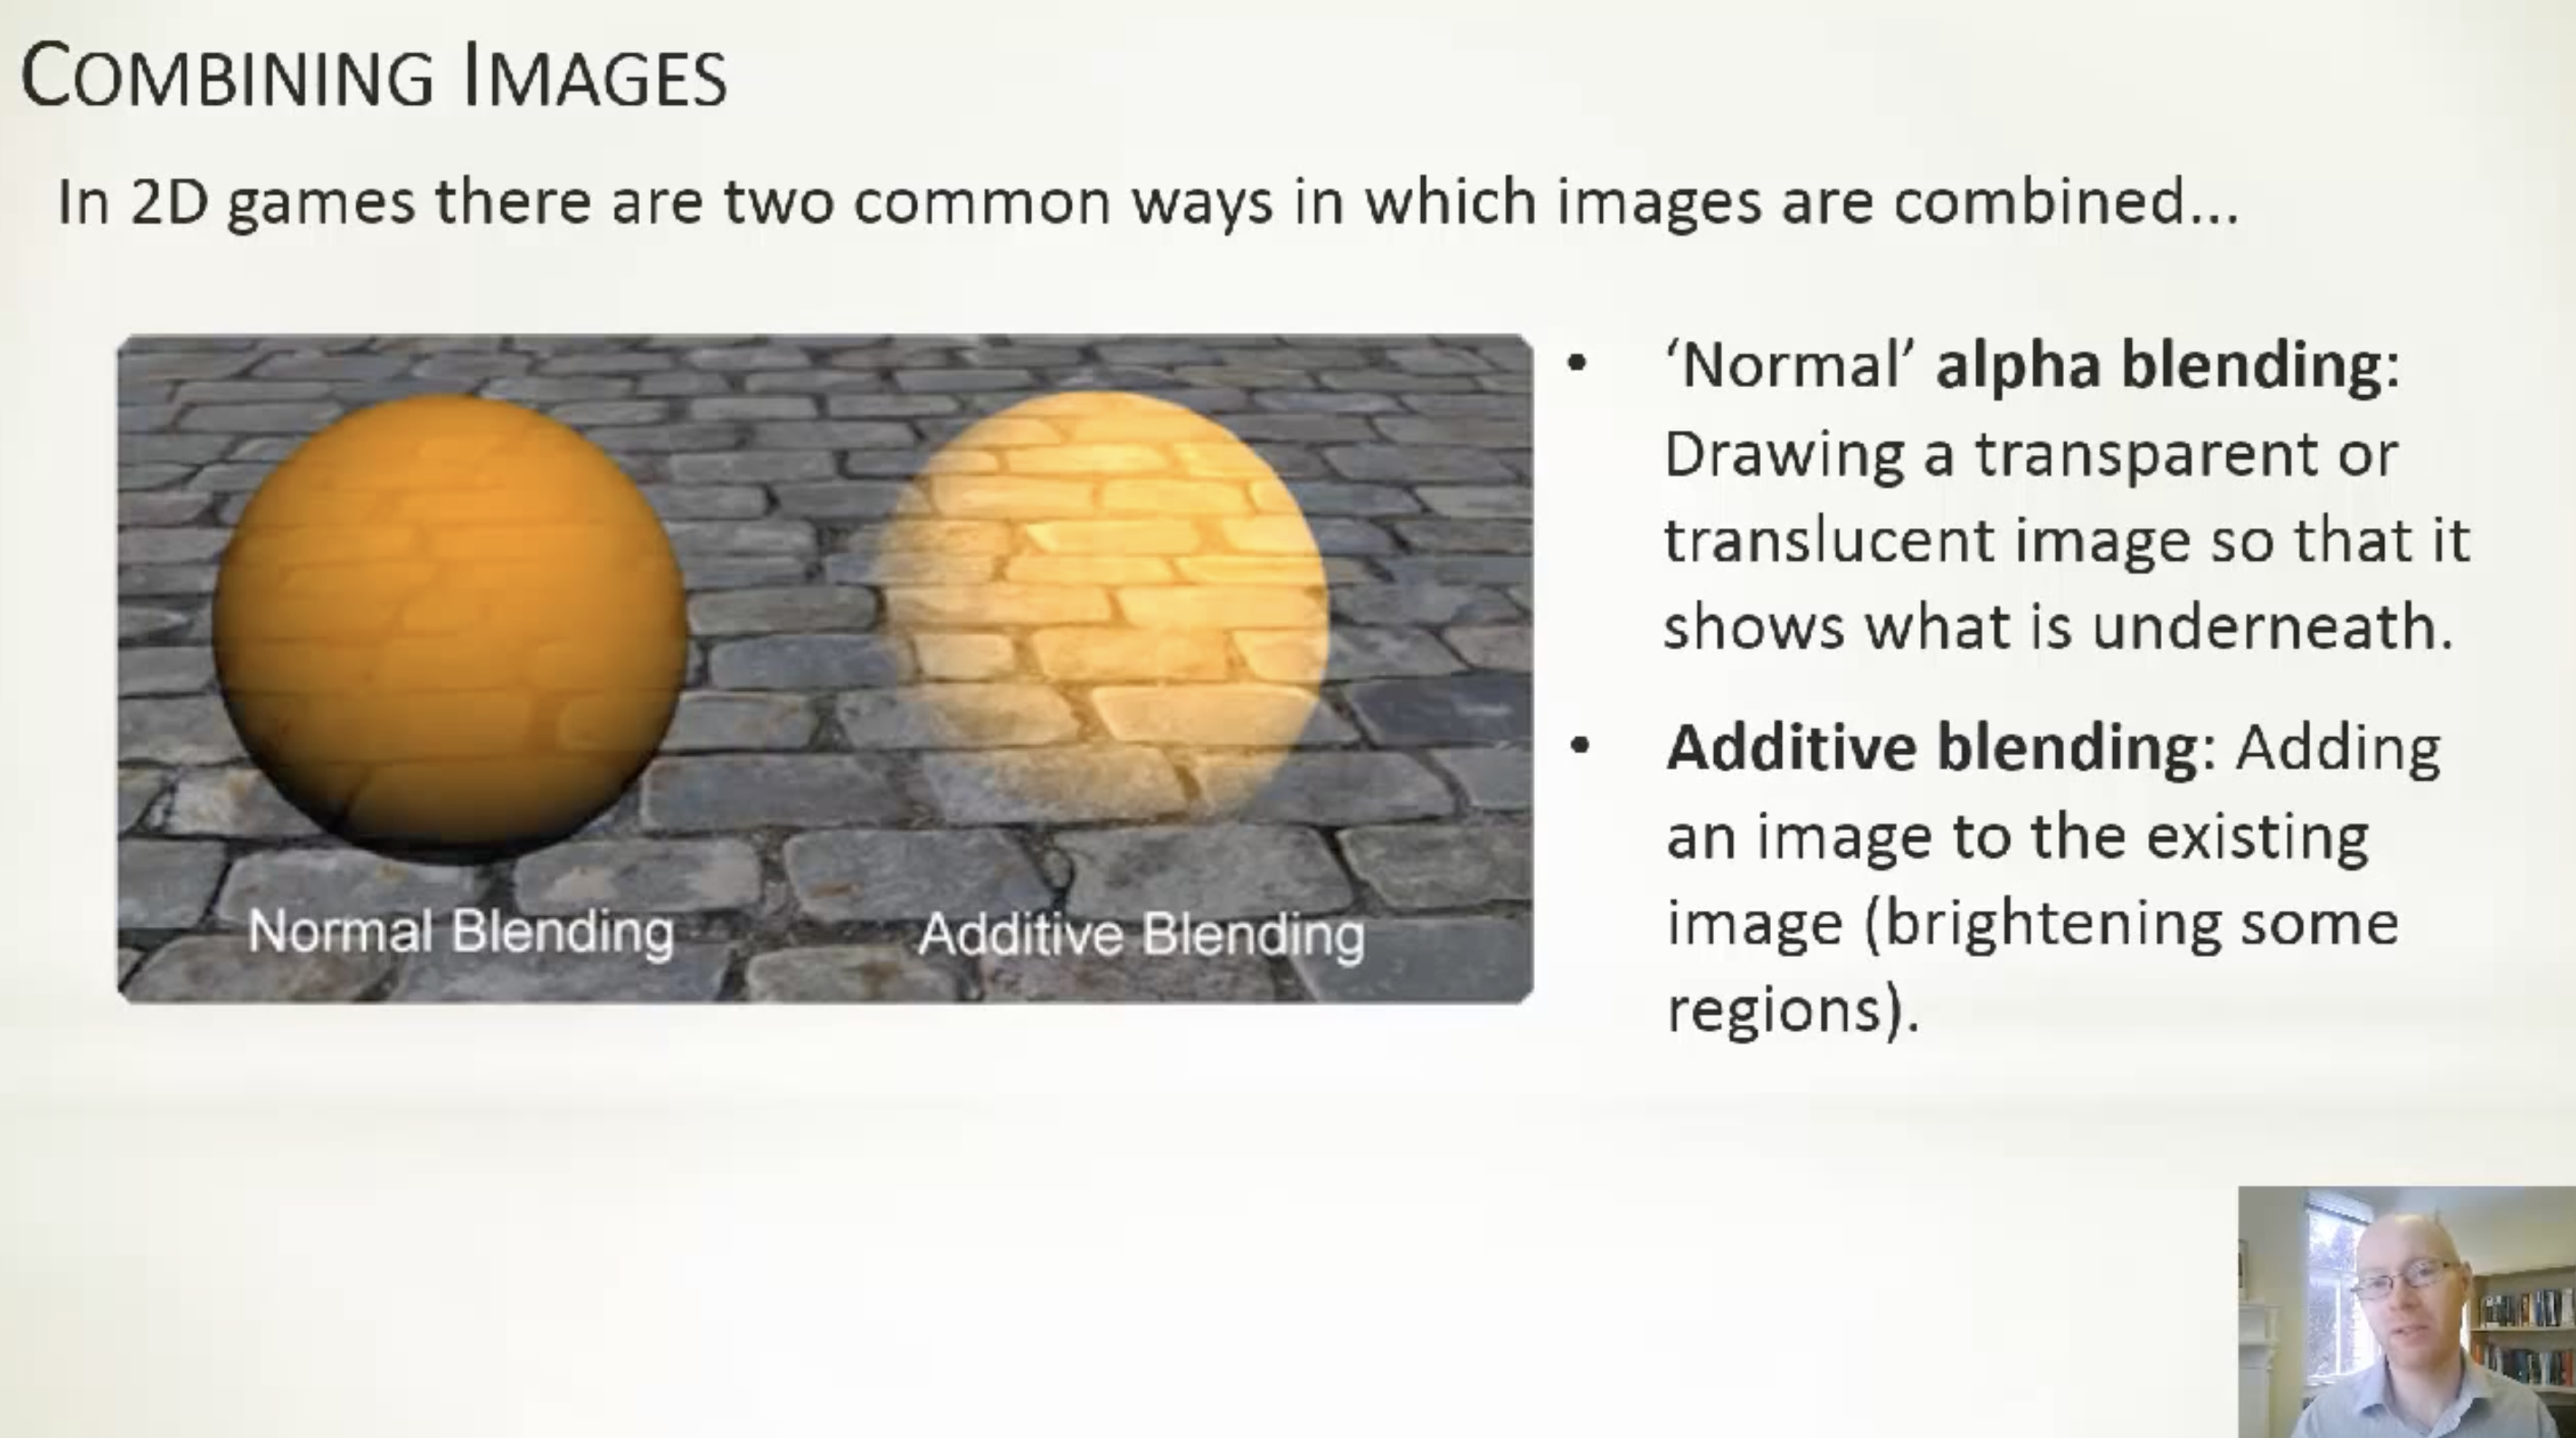 COMBINING IMAGES
In 2D games there are two common ways in which images are combined...
• ‘Normal’ alpha blending:
Drawing a transparent or
translucent image so that it
shows what is underneath.
• Additive blending: Adding
an image to the existing
image (brightening some
regions).
Normal Blending
Additive Blending